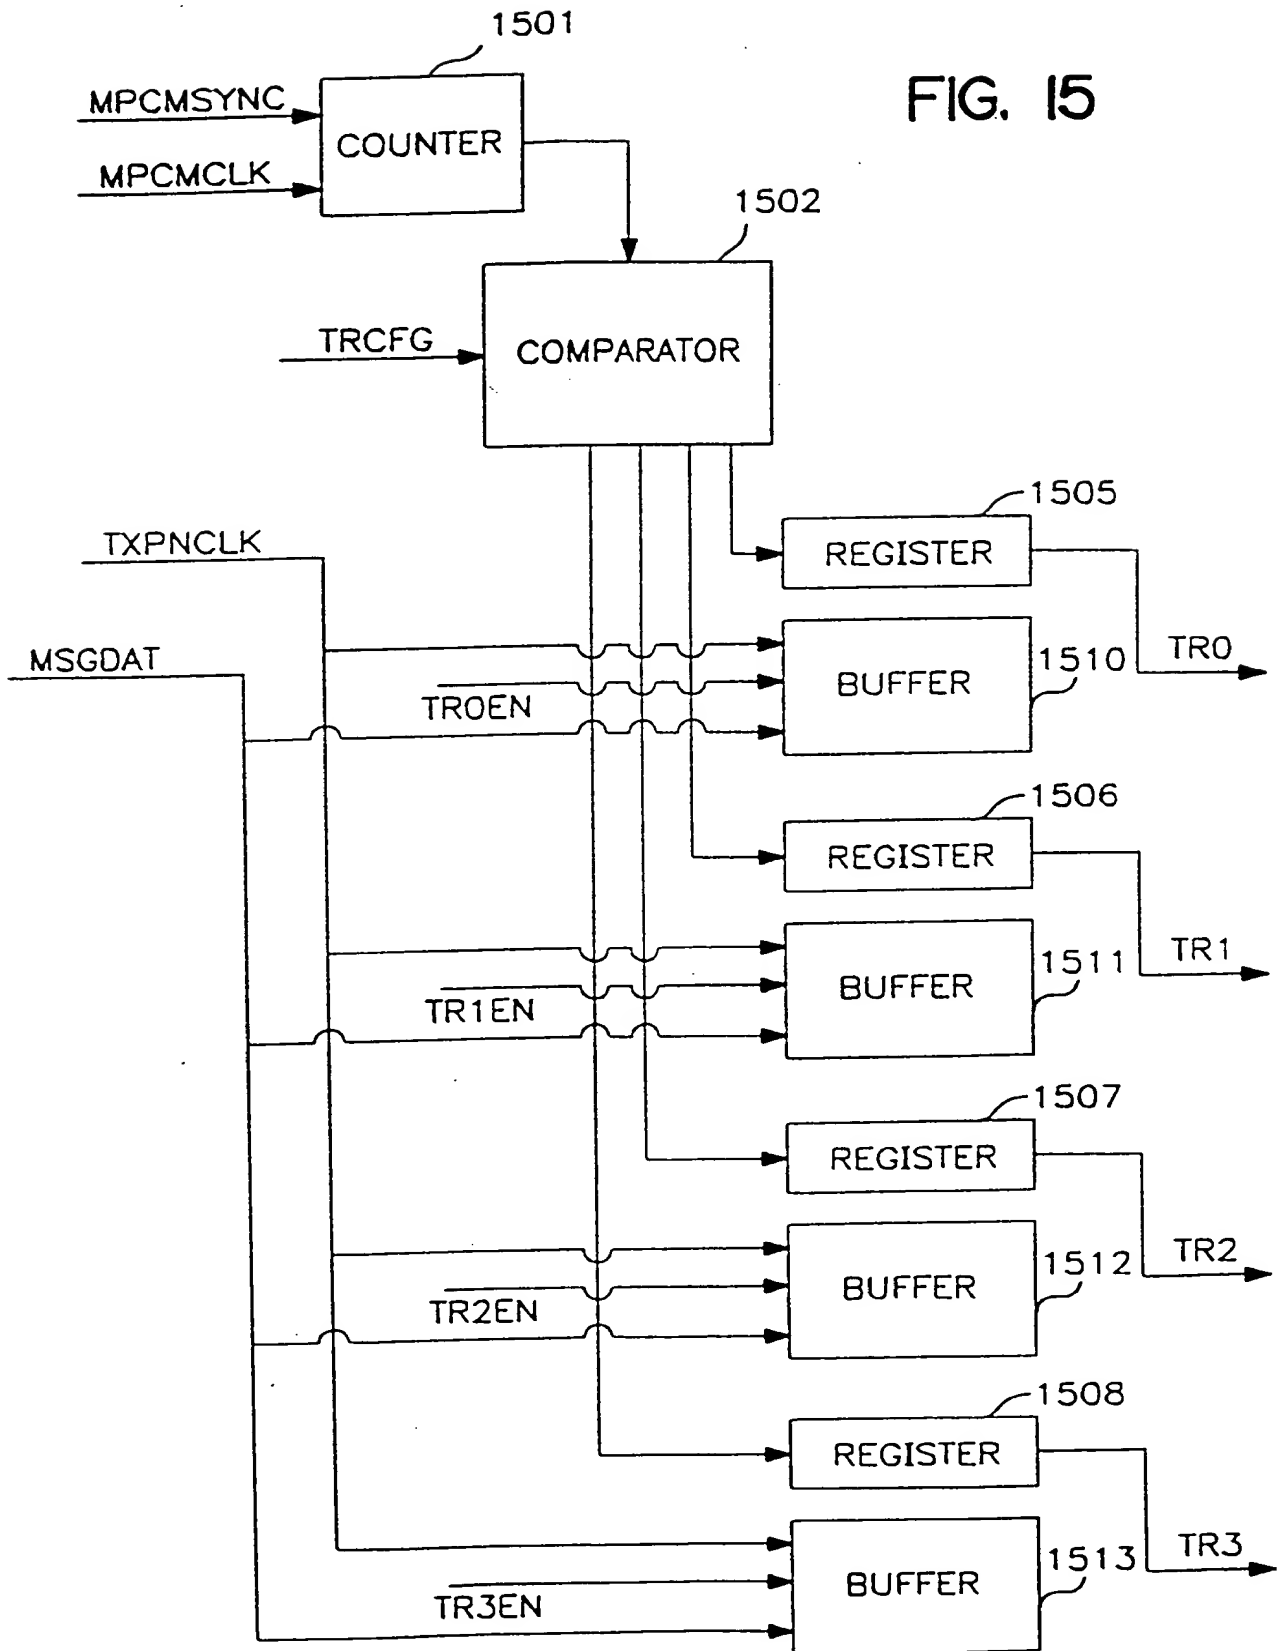 1501
FIG. 15
MPCMSYNC
COUNTER
MPCMCLK
1502
TRCFG
COMPARATOR
1505
TXPNCLK
REGISTER
MSGDAT
TR0
BUFFER
1510
TR0EN
1506
REGISTER
TR1
BUFFER
1511
TR1EN
1507
REGISTER
TR2
BUFFER
1512
TR2EN
1508
REGISTER
TR3
BUFFER
1513
TR3EN